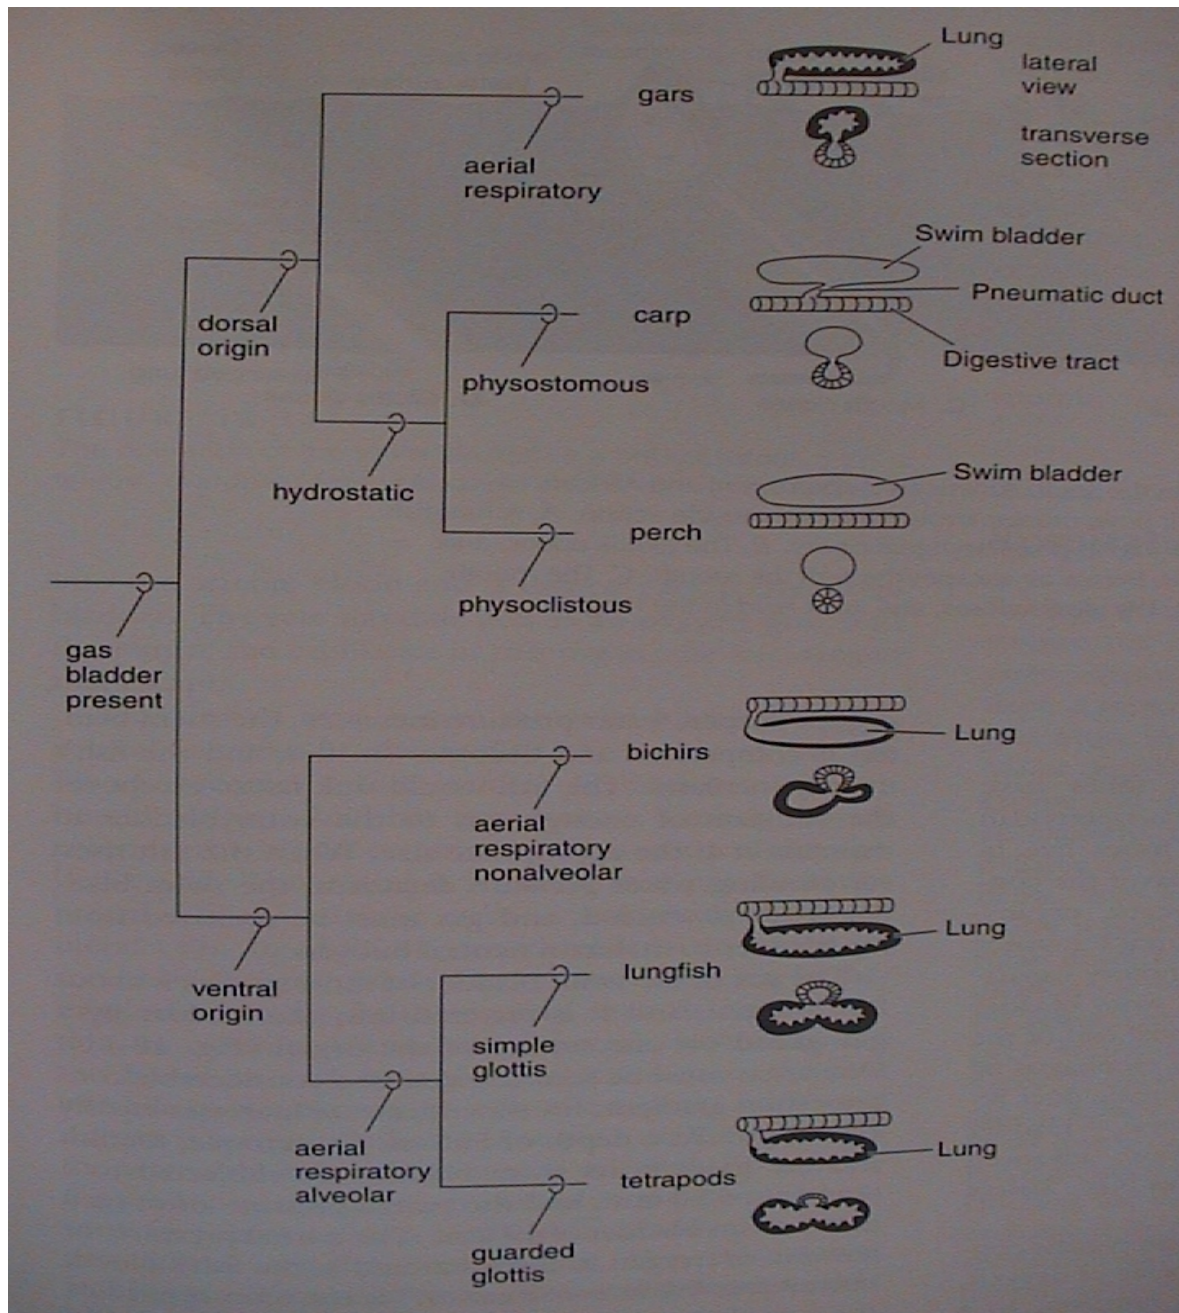 Lung
lateral
view
gars
transverse
section
aerial
respiratory
Swim bladder
Pneumatic duct
carp
dorsal
origin
Digestive tract
physostomous
Swim bladder
hydrostatic
perch
physoclistous
gas
bladder
present
Lung
bichirs
aerial
respiratory
nonalveolar
Lung
lungfish
ventral
origin
simple
glottis
Lung
aerial
respiratory
alveolar
tetrapods
guarded
glottis